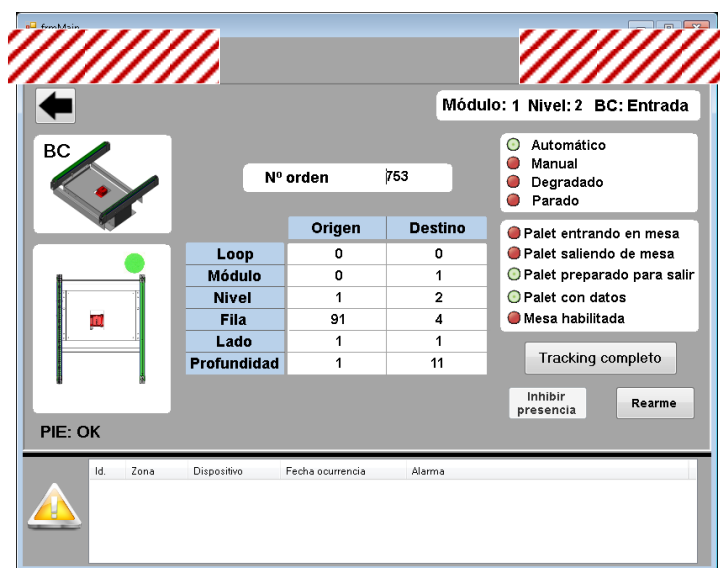 frmMain
Módulo: 1 Nivel: 2 BC: Entrada
BC
Nº orden 753
Automático
Manual
Degradado
Parado
Origen Destino
Loop 0 0
Módulo 0 1
Nivel 1 2
Fila 91 4
Lado 1 1
Profundidad 1 11
Palet entrando en mesa
Palet saliendo de mesa
Palet preparado para salir
Palet con datos
Mesa habilitada
Tracking completo
Inhibir
presencia
Rearme
PIE: OK
Id. Zona Dispositivo Fecha ocurrencia Alarma